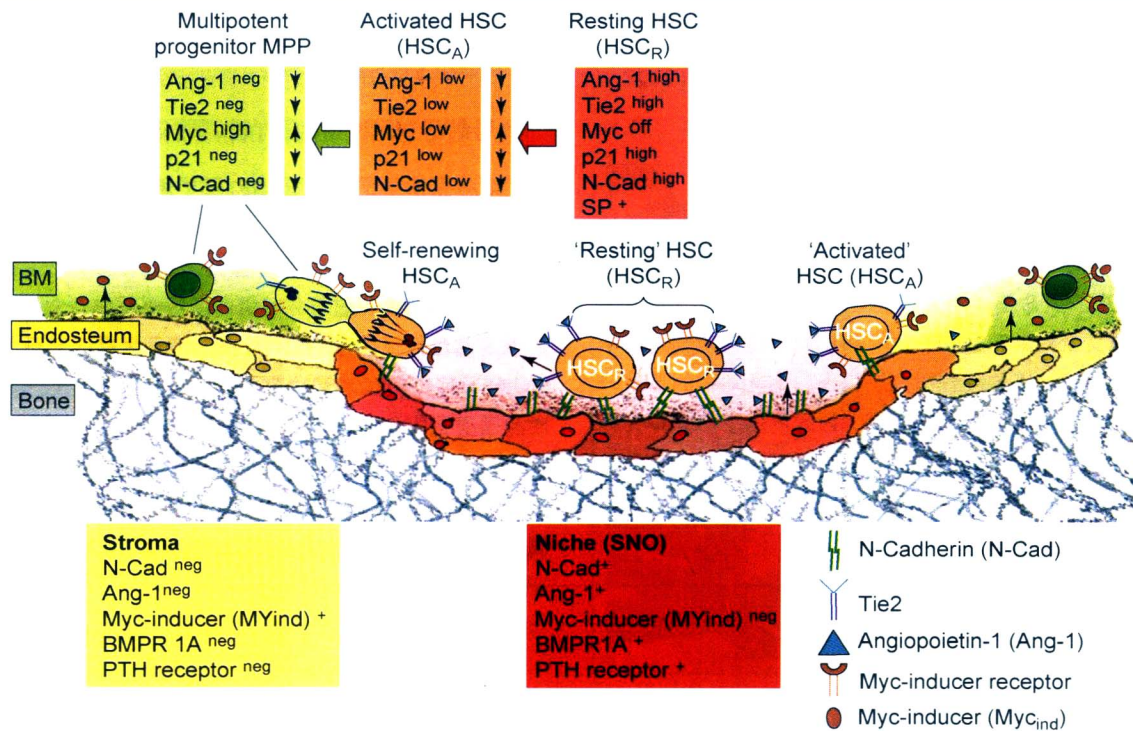 Multipotent
progenitor MPP
Ang-1 neg
Tie2 neg
Myc high
p21 neg
N-Cad neg
Activated HSC
(HSCA)
Ang-1 low
Tie2 low
Myc low
p21 low
N-Cad low
Resting HSC
(HSCR)
Ang-1 high
Tie2 high
Myc off
p21 high
N-Cad high
SP +
Self-renewing
HSCA
'Resting' HSC
(HSCR)
'Activated'
HSC (HSCA)
BM
Endosteum
Bone
HSCR
HSCR
HSCA
Stroma
N-Cad neg
Ang-1neg
Myc-inducer (MYind) +
BMPR 1A neg
PTH receptor neg
Niche (SNO)
N-Cad+
Ang-1+
Myc-inducer (MYind) neg
BMPR1A +
PTH receptor +
N-Cadherin (N-Cad)
Tie2
Angiopoietin-1 (Ang-1)
Myc-inducer receptor
Myc-inducer (Mycind)